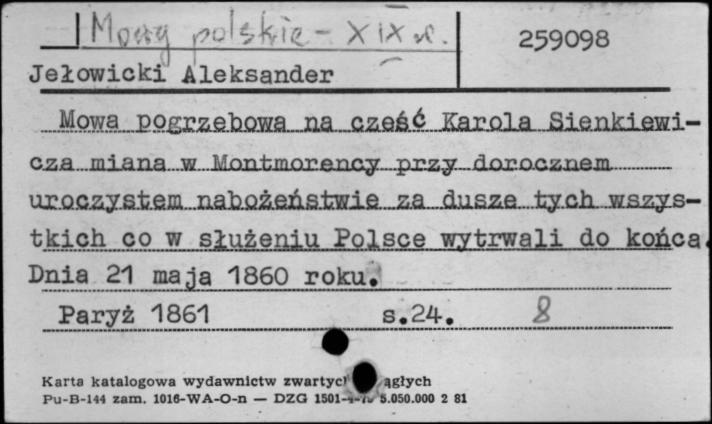 Mowy polskie - XIX w.
259098
Jełowicki Aleksander
Mowa pogrzebowa na cześć Karola Sienkiewi-
cza miana w Montmorency przy dorocznem
uroczystem nabożeństwie za dusze tych wszys-
tkich co w służeniu Polsce wytrwali do końca.
Dnia 21 maja 1860 roku.
Paryż 1861 s.24. 8
Karta katalogowa wydawnictw ągłych
Pu-B-144 zam. 1016-WA-O-n — DZG 5.050.000 2 81